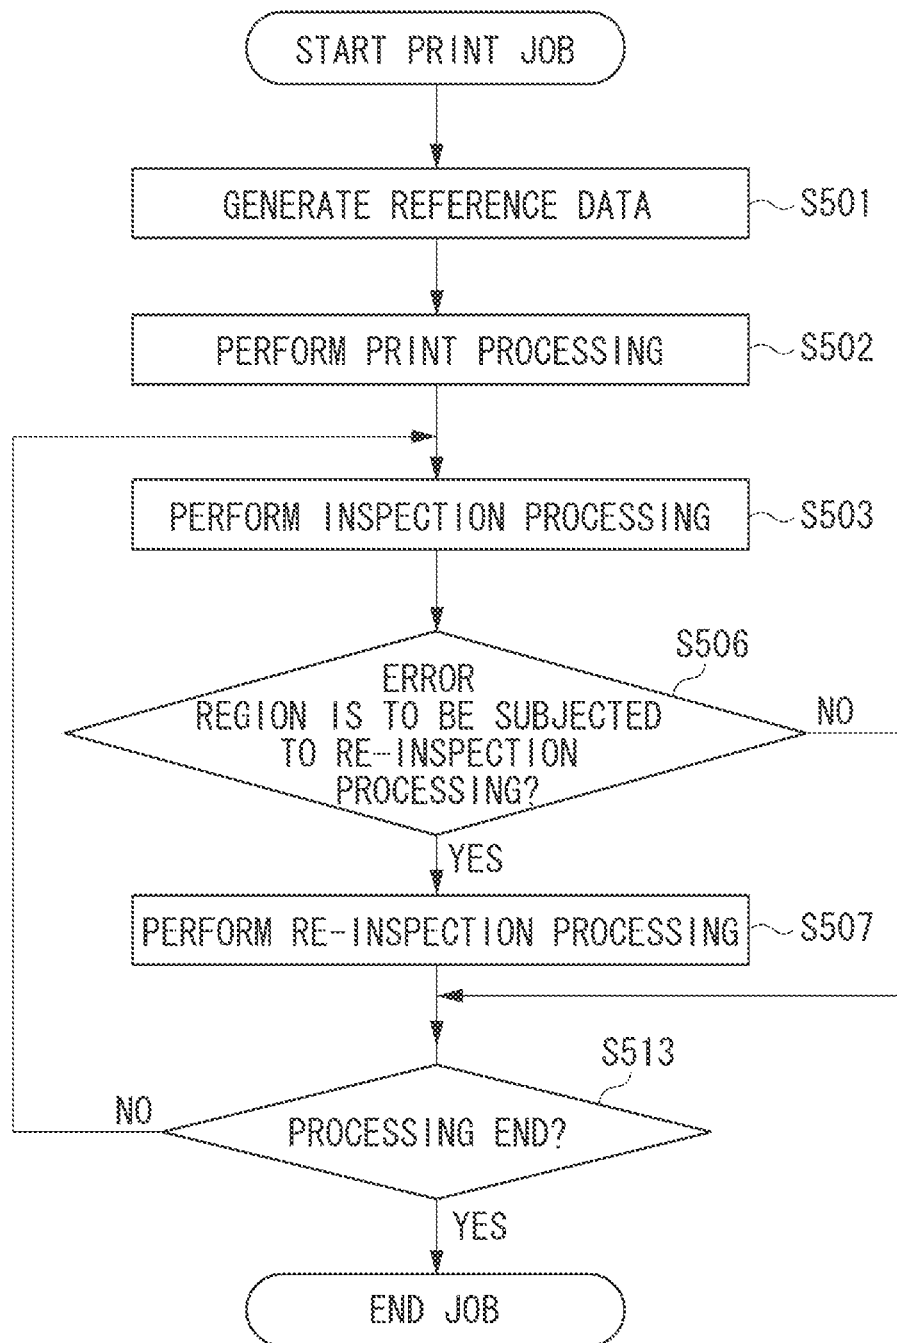 START PRINT JOB
GENERATE REFERENCE DATA
S501
PERFORM PRINT PROCESSING
S502
PERFORM INSPECTION PROCESSING
S503
S506
ERROR
REGION IS TO BE SUBJECTED
TO RE-INSPECTION
PROCESSING?
NO
YES
PERFORM RE-INSPECTION PROCESSING
S507
S513
NO
PROCESSING END?
YES
END JOB